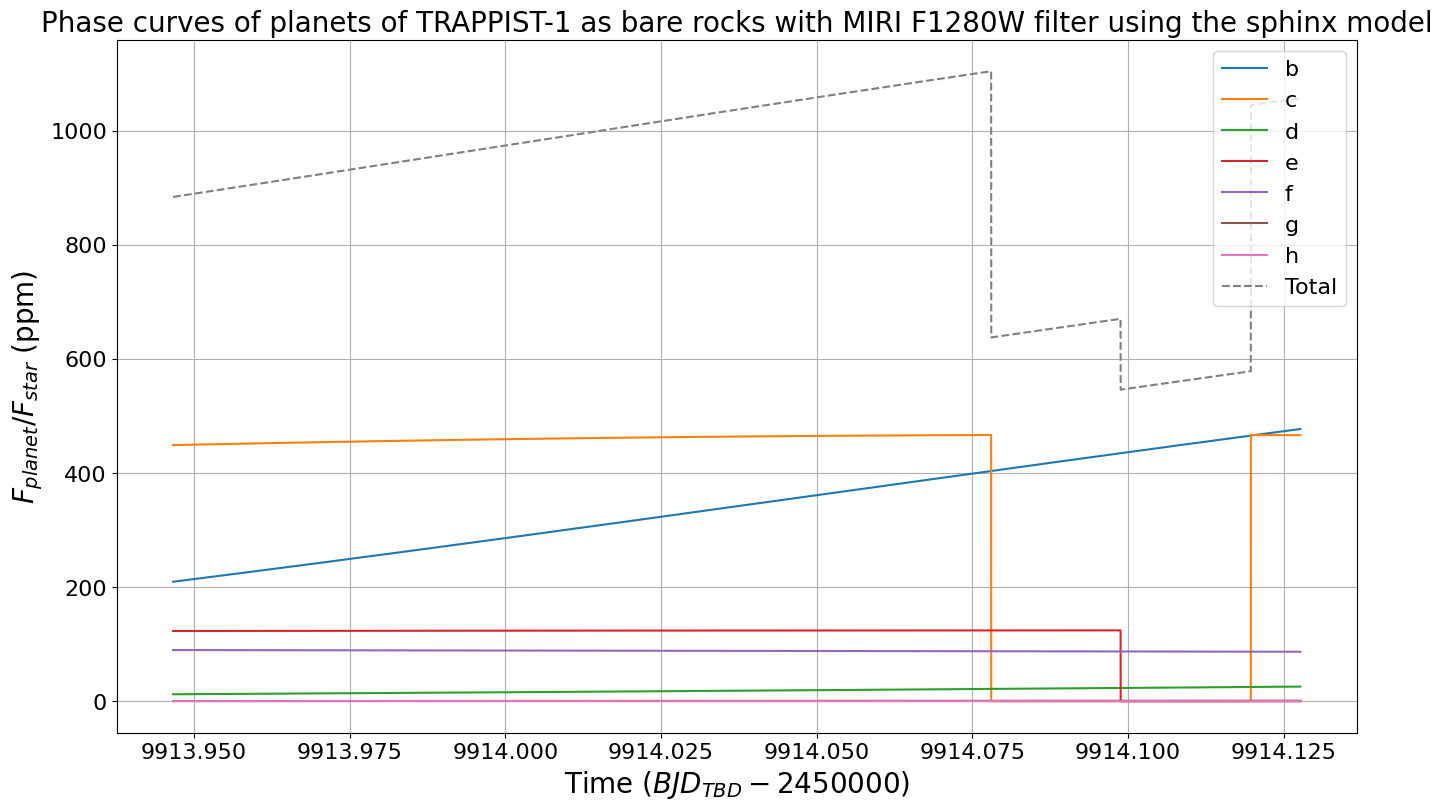 Phase curves of planets of TRAPPIST-1 as bare rocks with MIRI F1280W filter using the sphinx model
F_planet/F_star (ppm)
1000
800
600
400
200
0
b
c
d
e
f
g
h
Total
9913.950 9913.975 9914.000 9914.025 9914.050 9914.075 9914.100 9914.125
Time (BJD_TBD − 2450000)